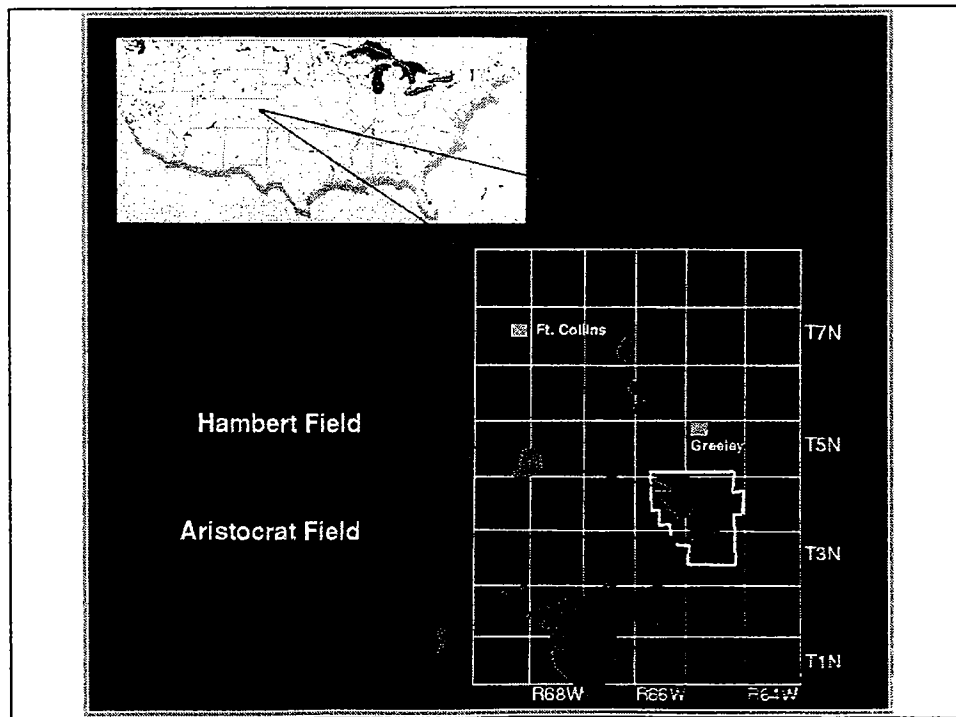 Ft. Collins
T7N
Hambert Field
Greeley
T5N
Aristocrat Field
T3N
T1N
R68W
R66W
R64W